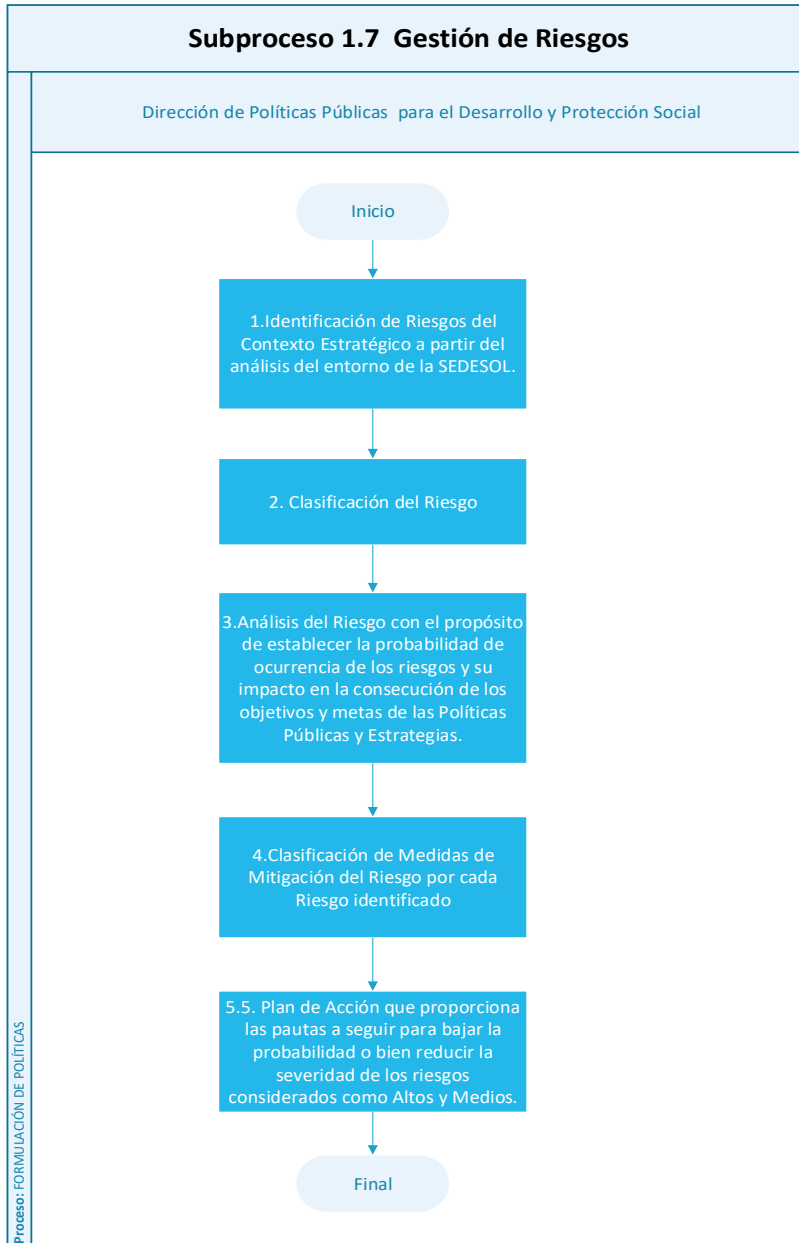 Subproceso 1.7 Gestión de Riesgos
Dirección de Políticas Públicas para el Desarrollo y Protección Social
Inicio
1.Identificación de Riesgos del
Contexto Estratégico a partir del
análisis del entorno de la SEDESOL.
2. Clasificación del Riesgo
3.Análisis del Riesgo con el propósito
de establecer la probabilidad de
ocurrencia de los riesgos y su
impacto en la consecución de los
objetivos y metas de las Políticas
Públicas y Estrategias.
4.Clasificación de Medidas de
Mitigación del Riesgo por cada
Riesgo identificado
5.5. Plan de Acción que proporciona
las pautas a seguir para bajar la
probabilidad o bien reducir la
severidad de los riesgos
considerados como Altos y Medios.
Final
Proceso: FORMULACIÓN DE POLÍTICAS